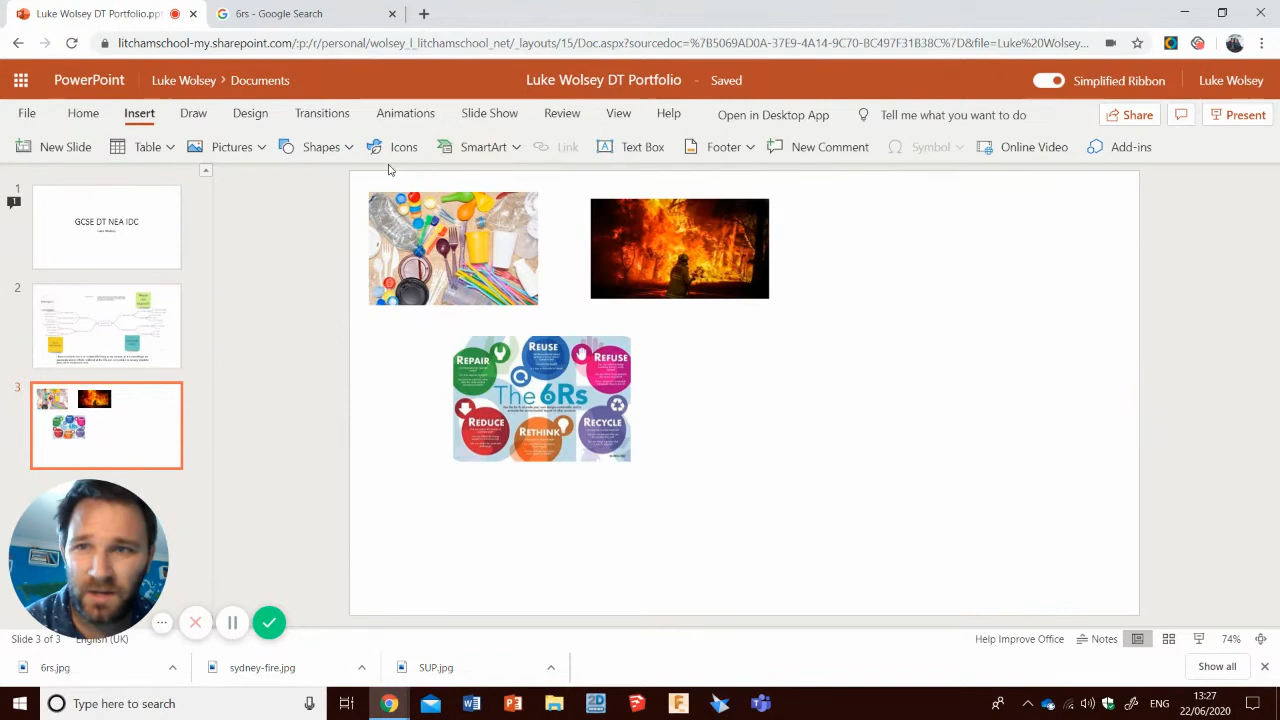 Luke Wolsey DT Portfolio.ppt
6rs - Google Search
litchamschool-my.sharepoint.com/:p:/r/personal/wolsey_l_litchamschool_net/_layouts/15/Doc.aspx?sourcedoc=%7B5069AD0A-37E9-4A14-9C70-BC497F31B38C%7D&file=Luke%20Wolsey...
PowerPoint
Luke Wolsey > Documents
Luke Wolsey DT Portfolio - Saved
Simplified Ribbon
Luke Wolsey
File Home Insert Draw Design Transitions Animations Slide Show Review View Help Open in Desktop App Tell me what you want to do Share Present
New Slide Table Pictures Shapes Icons SmartArt Link Text Box Footer New Comment Symbol Online Video Add-ins
1
1
GCSE DT NEA IDC
Luke Wolsey
2
3
REPAIR
REUSE
REFUSE
The 6Rs
REDUCE
RETHINK
RECYCLE
Slide 3 of 3
English (UK)
Help Improve Office
Notes
74%
6rs.jpg
sydney-fire.jpg
SUP.jpg
Show all
Type here to search
ENG
13:27
22/06/2020